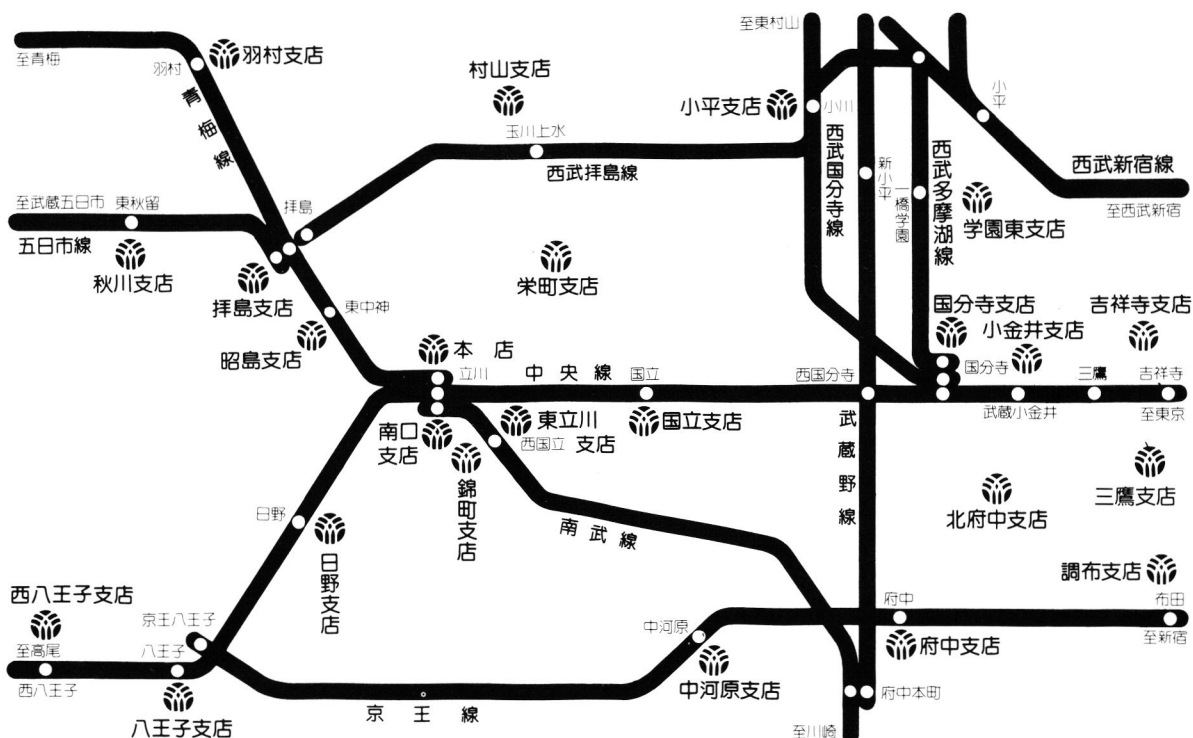 至東村山
至青梅
羽村
羽村支店
青梅線
村山支店
玉川上水
西武拝島線
小平支店
小川
西武国分寺線
新小平
一橋学園
西武多摩湖線
小平
西武新宿線
至西武新宿
学園東支店
至武蔵五日市
東秋留
五日市線
秋川支店
拝島
拝島支店
東中神
昭島支店
栄町支店
国分寺支店
小金井支店
吉祥寺支店
本店
立川
中央線
国立
西国分寺
国分寺
武蔵小金井
三鷹
吉祥寺
至東京
南口
支店
錦町支店
東立川
支店
西国立
国立支店
武蔵野線
三鷹支店
北府中支店
南武線
日野
日野支店
調布支店
布田
至新宿
西八王子支店
至高尾
西八王子
京王八王子
八王子
八王子支店
京王線
中河原
中河原支店
府中
府中支店
府中本町
至川崎